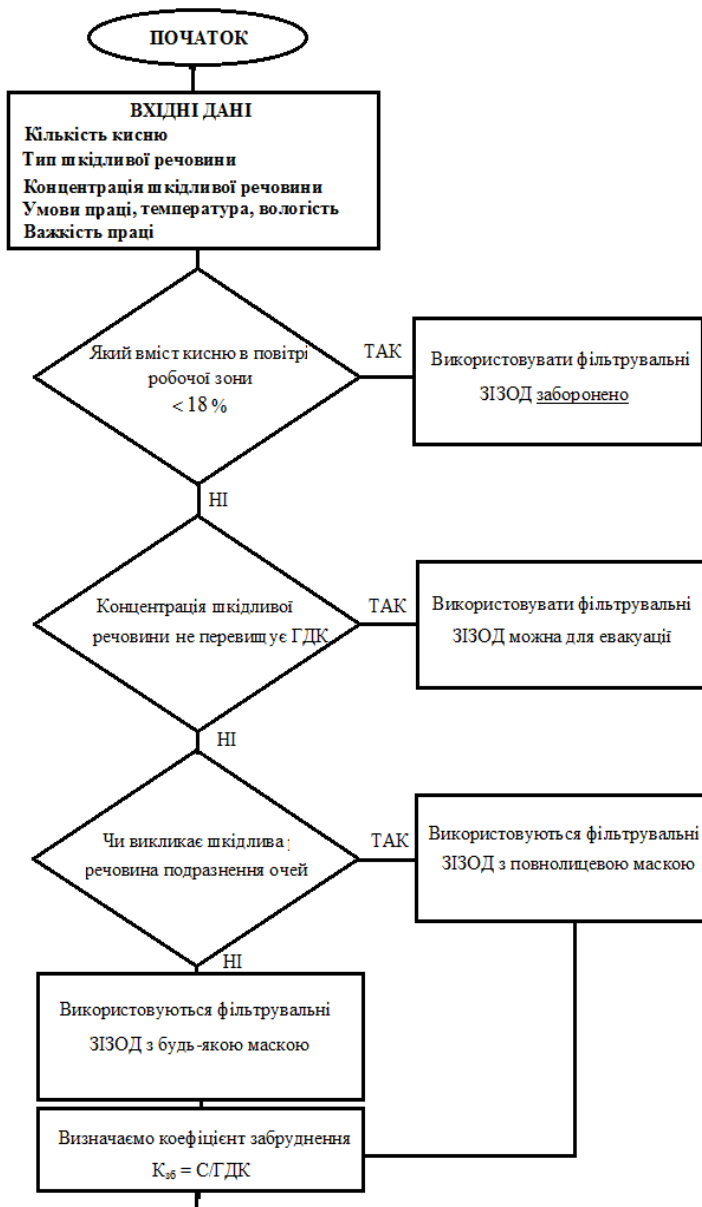 ПОЧАТОК
ВХІДНІ ДАНІ
Кількість кисню
Тип шкідливої речовини
Концентрація шкідливої речовини
Умови праці, температура, вологість
Важкість праці
Який вміст кисню в повітрі
робочої зони
< 18 %
ТАК
Використовувати фільтрувальні
ЗІЗОД заборонено
НІ
Концентрація шкідливої
речовини не перевищує ГДК
ТАК
Використовувати фільтрувальні
ЗІЗОД можна для евакуації
НІ
Чи викликає шкідлива
речовина подразнення очей
ТАК
Використовуються фільтрувальні
ЗІЗОД з повнолицевою маскою
НІ
Використовуються фільтрувальні
ЗІЗОД з будь-якою маскою
Визначаємо коефіцієнт забруднення
Kзб = С/ГДК